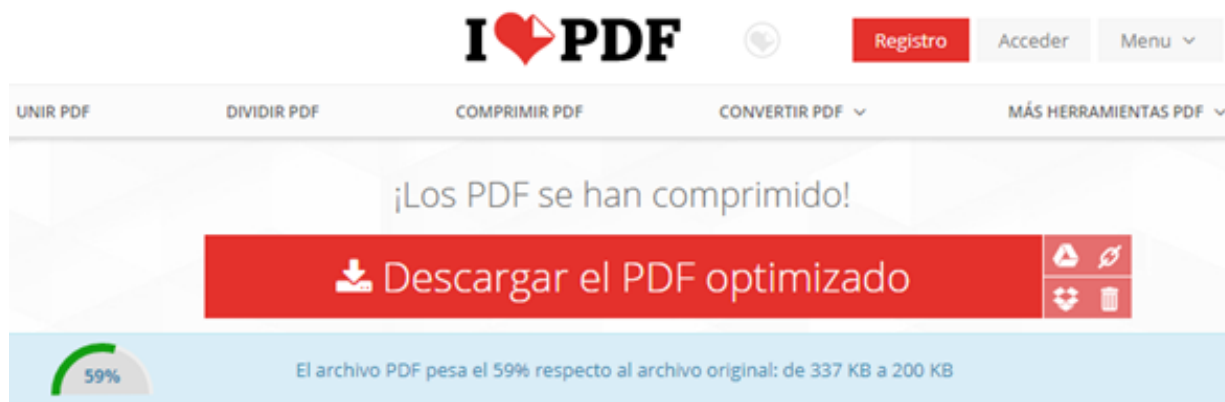 I PDF
Registro
Acceder
Menu
UNIR PDF
DIVIDIR PDF
COMPRIMIR PDF
CONVERTIR PDF
MÁS HERRAMIENTAS PDF
¡Los PDF se han comprimido!
Descargar el PDF optimizado
59%
El archivo PDF pesa el 59% respecto al archivo original: de 337 KB a 200 KB